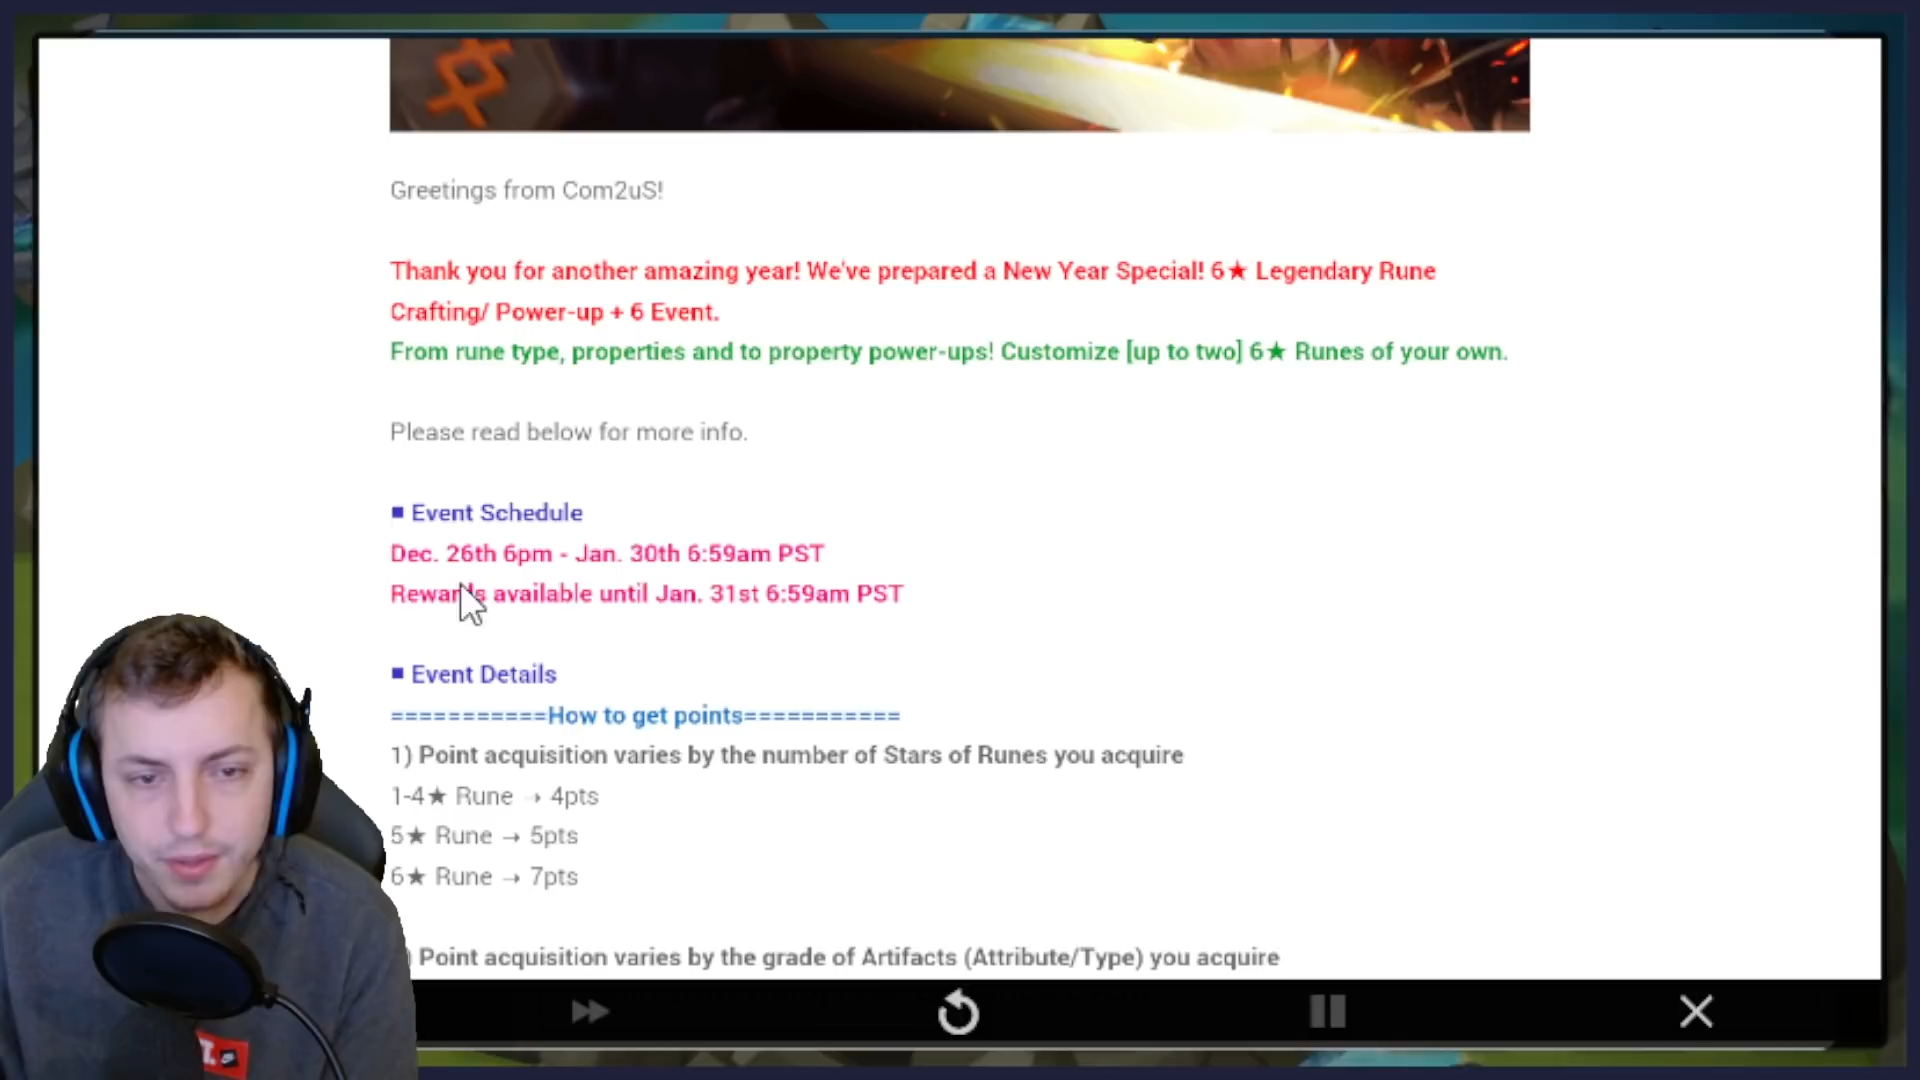 Greetings from Com2uS!
Thank you for another amazing year! We've prepared a New Year Special! 6★ Legendary Rune
Crafting/ Power-up + 6 Event.
From rune type, properties and to property power-ups! Customize [up to two] 6★ Runes of your own.
Please read below for more info.
■ Event Schedule
Dec. 26th 6pm - Jan. 30th 6:59am PST
Rewards available until Jan. 31st 6:59am PST
■ Event Details
===========How to get points===========
1) Point acquisition varies by the number of Stars of Runes you acquire
1-4★ Rune → 4pts
5★ Rune → 5pts
6★ Rune → 7pts
) Point acquisition varies by the grade of Artifacts (Attribute/Type) you acquire